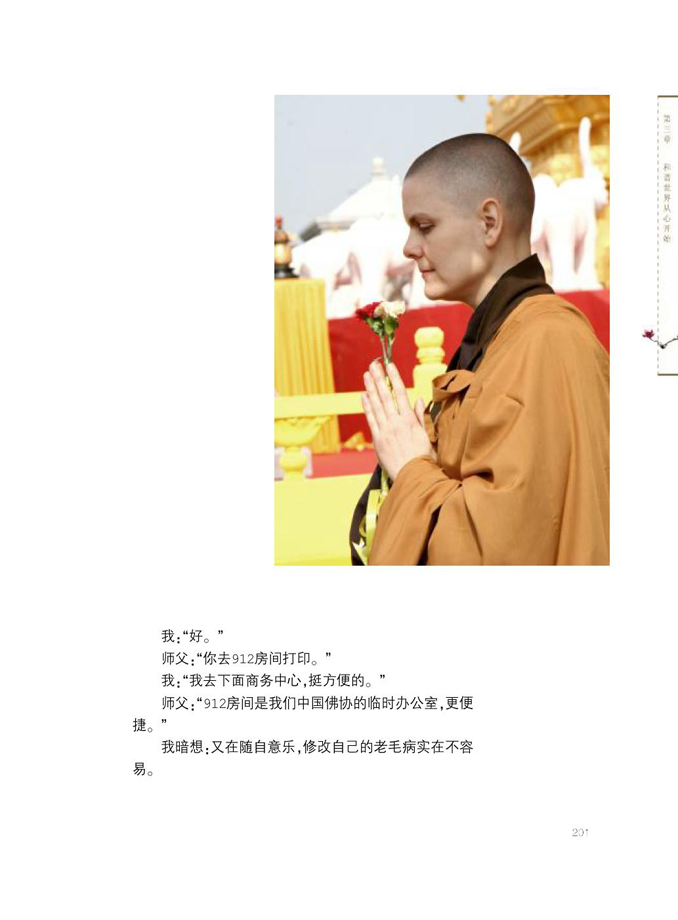 第三章 和谐世界从心开始
我：“好。”
师父：“你去912房间打印。”
我：“我去下面商务中心，挺方便的。”
师父：“912房间是我们中国佛协的临时办公室，更便
捷。”
我暗想：又在随自意乐，修改自己的老毛病实在不容
易。
201